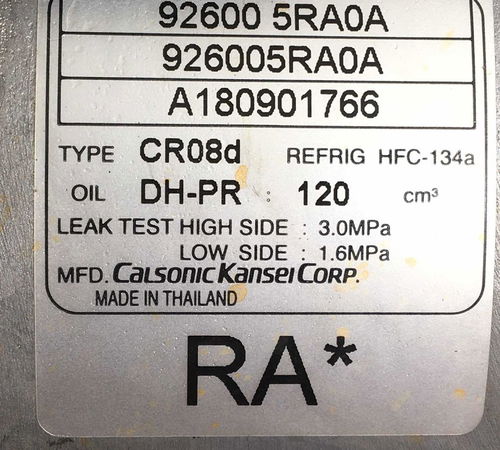 92600 5RA0A
926005RA0A
A180901766
TYPE CR08d REFRIG HFC-134a
OIL DH-PR : 120 cm³
LEAK TEST HIGH SIDE : 3.0MPa
LOW SIDE : 1.6MPa
MFD. CALSONIC KANSEI CORP.
MADE IN THAILAND
RA*